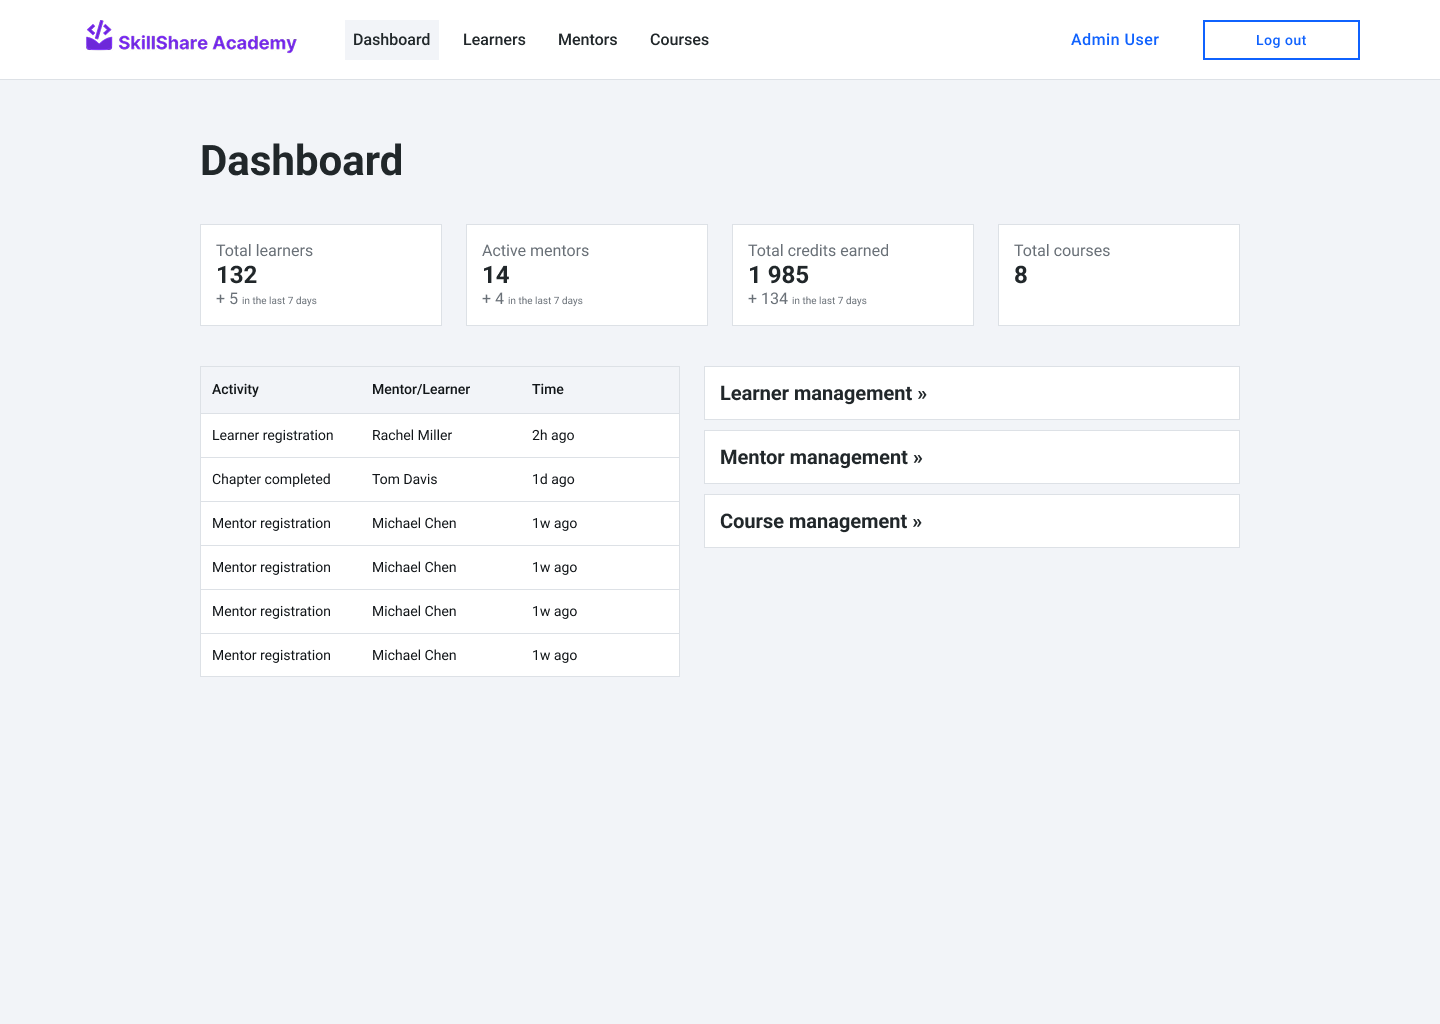 SkillShare Academy
Dashboard
Learners
Mentors
Courses
Admin User
Log out
Dashboard
Total learners
132
+ 5 in the last 7 days
Active mentors
14
+ 4 in the last 7 days
Total credits earned
1 985
+ 134 in the last 7 days
Total courses
8
Activity Mentor/Learner Time
Learner registration Rachel Miller 2h ago
Chapter completed Tom Davis 1d ago
Mentor registration Michael Chen 1w ago
Mentor registration Michael Chen 1w ago
Mentor registration Michael Chen 1w ago
Mentor registration Michael Chen 1w ago
Learner management »
Mentor management »
Course management »